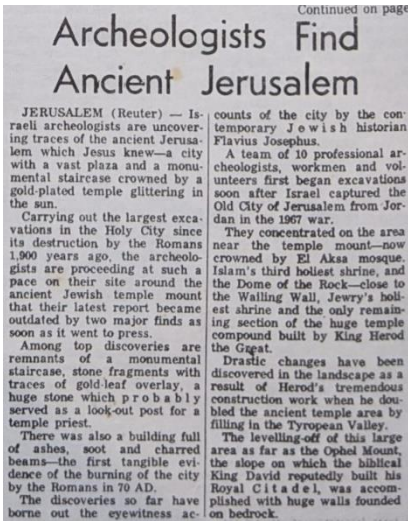 Continued on page
Archeologists Find
Ancient Jerusalem
JERUSALEM (Reuter) — Is-
raeli archeologists are uncover-
ing traces of the ancient Jerusa-
lem which Jesus knew—a city
with a vast plaza and a monu-
mental staircase crowned by a
gold-plated temple glittering in
the sun.
Carrying out the largest exca-
vations in the Holy City since
its destruction by the Romans
1,900 years ago, the archeolo-
gists are proceeding at such a
pace on their site around the
ancient Jewish temple mount
that their latest report became
outdated by two major finds as
soon as it went to press.
Among top discoveries are
remnants of a monumental
staircase, stone fragments with
traces of gold-leaf overlay, a
huge stone which probably
served as a look-out post for a
temple priest.
There was also a building full
of ashes, soot and charred
beams—the first tangible evi-
dence of the burning of the city
by the Romans in 70 AD.
The discoveries so far have
borne out the eyewitness ac-
counts of the city by the con-
temporary Jewish historian
Flavius Josephus.
A team of 10 professional ar-
cheologists, workmen and vol-
unteers first began excavations
soon after Israel captured the
Old City of Jerusalem from Jor-
dan in the 1967 war.
They concentrated on the area
near the temple mount—now
crowned by El Aksa mosque.
Islam's third holiest shrine, and
the Dome of the Rock—close to
the Wailing Wall, Jewry's holi-
est shrine and the only remain-
ing section of the huge temple
compound built by King Herod
the Great.
Drastic changes have been
discovered in the landscape as a
result of Herod's tremendous
construction work when he dou-
bled the ancient temple area by
filling in the Tyropean Valley.
The levelling-off of this large
area as far as the Ophel Mount,
the slope on which the biblical
King David reputedly built his
Royal Citadel, was accom-
plished with huge walls founded
on bedrock.